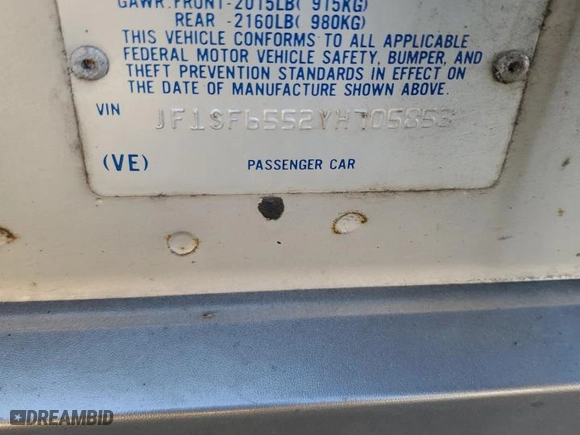 GAWR:FRONT-2015LB( 915KG)
REAR -2160LB( 980KG)
THIS VEHICLE CONFORMS TO ALL APPLICABLE
FEDERAL MOTOR VEHICLE SAFETY, BUMPER, AND
THEFT PREVENTION STANDARDS IN EFFECT ON
THE DATE OF MANUFACTURE SHOWN ABOVE.
VIN JF1SF6552YH705853
(VE) PASSENGER CAR
DREAMBID